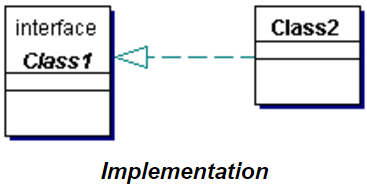 interface
Class1
Class2
Implementation